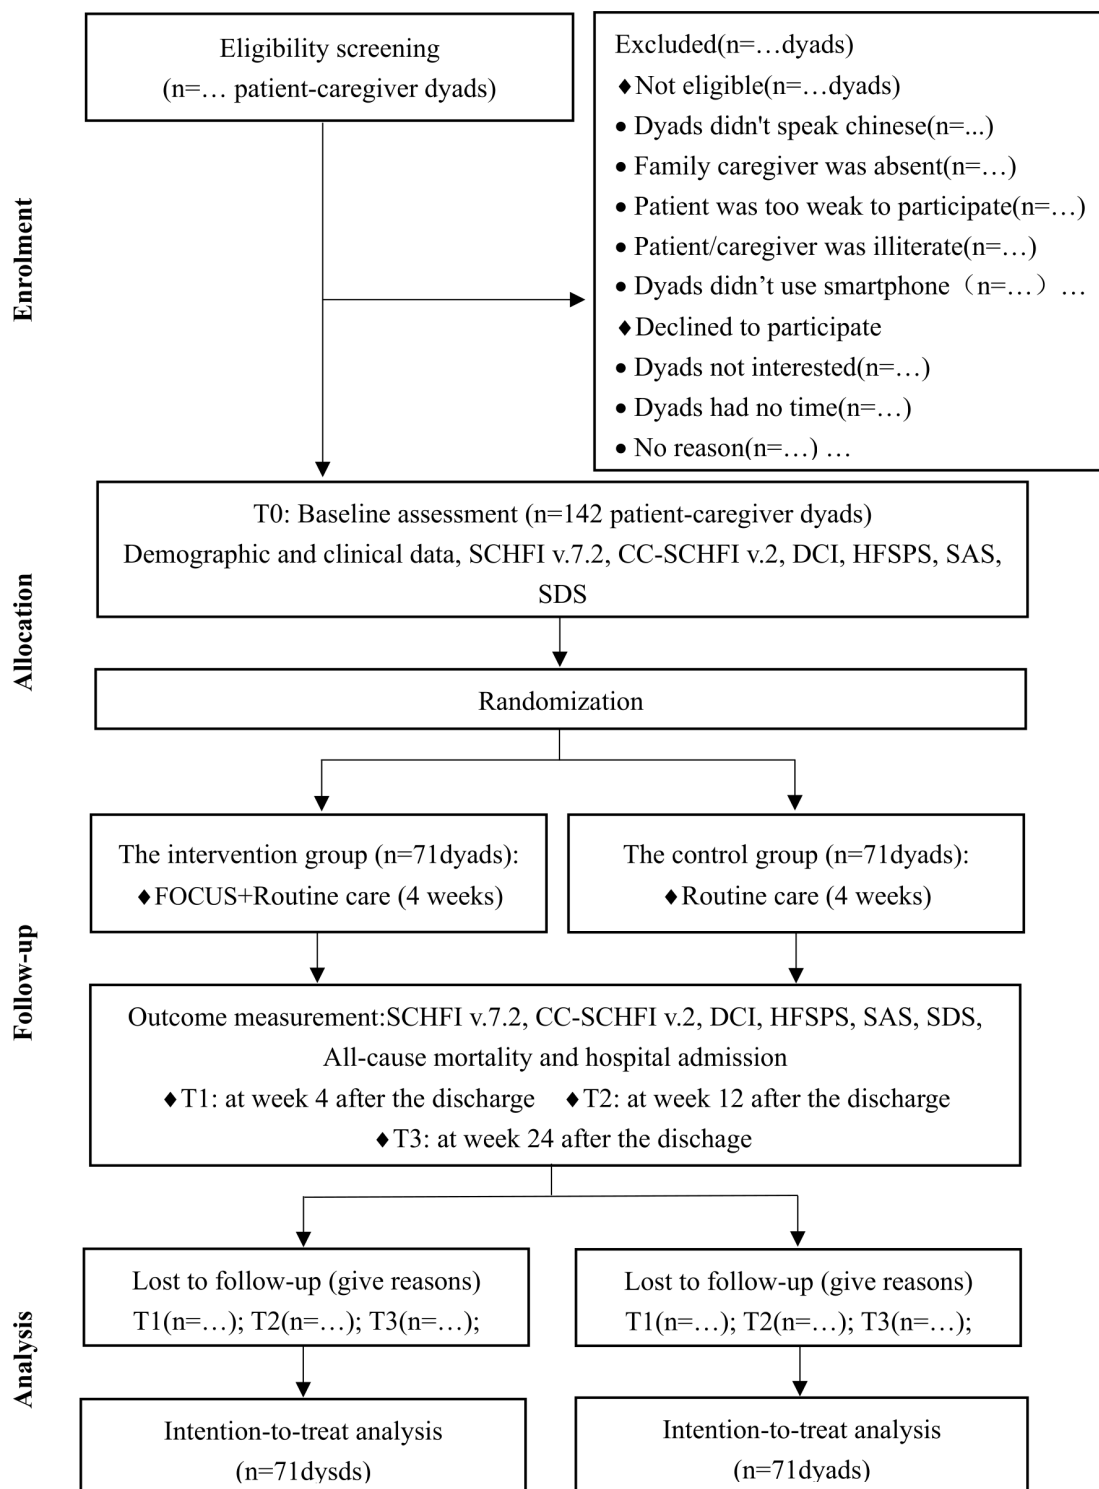 Eligibility screening
(n=… patient-caregiver dyads)
Excluded(n=…dyads)
♦Not eligible(n=…dyads)
• Dyads didn't speak chinese(n=...)
• Family caregiver was absent(n=…)
• Patient was too weak to participate(n=…)
• Patient/caregiver was illiterate(n=…)
• Dyads didn’t use smartphone（n=…）…
♦Declined to participate
• Dyads not interested(n=…)
• Dyads had no time(n=…)
• No reason(n=…) …
Enrolment
T0: Baseline assessment (n=142 patient-caregiver dyads)
Demographic and clinical data, SCHFI v.7.2, CC-SCHFI v.2, DCI, HFSPS, SAS,
SDS
Allocation
Randomization
The intervention group (n=71dyads):
♦FOCUS+Routine care (4 weeks)
The control group (n=71dyads):
♦Routine care (4 weeks)
Follow-up
Outcome measurement:SCHFI v.7.2, CC-SCHFI v.2, DCI, HFSPS, SAS, SDS,
All-cause mortality and hospital admission
♦T1: at week 4 after the discharge ♦T2: at week 12 after the discharge
♦T3: at week 24 after the dischage
Lost to follow-up (give reasons)
T1(n=…); T2(n=…); T3(n=…);
Lost to follow-up (give reasons)
T1(n=…); T2(n=…); T3(n=…);
Analysis
Intention-to-treat analysis
(n=71dysds)
Intention-to-treat analysis
(n=71dyads)